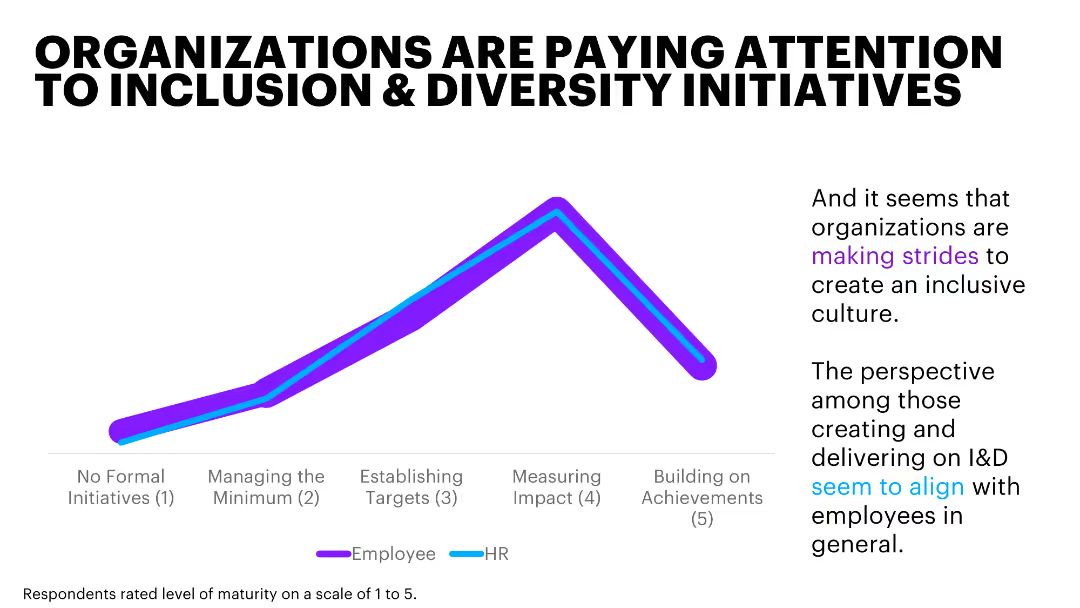 ORGANIZATIONS ARE PAYING ATTENTION
TO INCLUSION & DIVERSITY INITIATIVES
And it seems that
organizations are
making strides to
create an inclusive
culture.
The perspective
among those
creating and
delivering on I&D
seem to align with
employees in
general.
No Formal
Initiatives (1)
Managing the
Minimum (2)
Establishing
Targets (3)
Measuring
Impact (4)
Building on
Achievements
(5)
Employee
HR
Respondents rated level of maturity on a scale of 1 to 5.